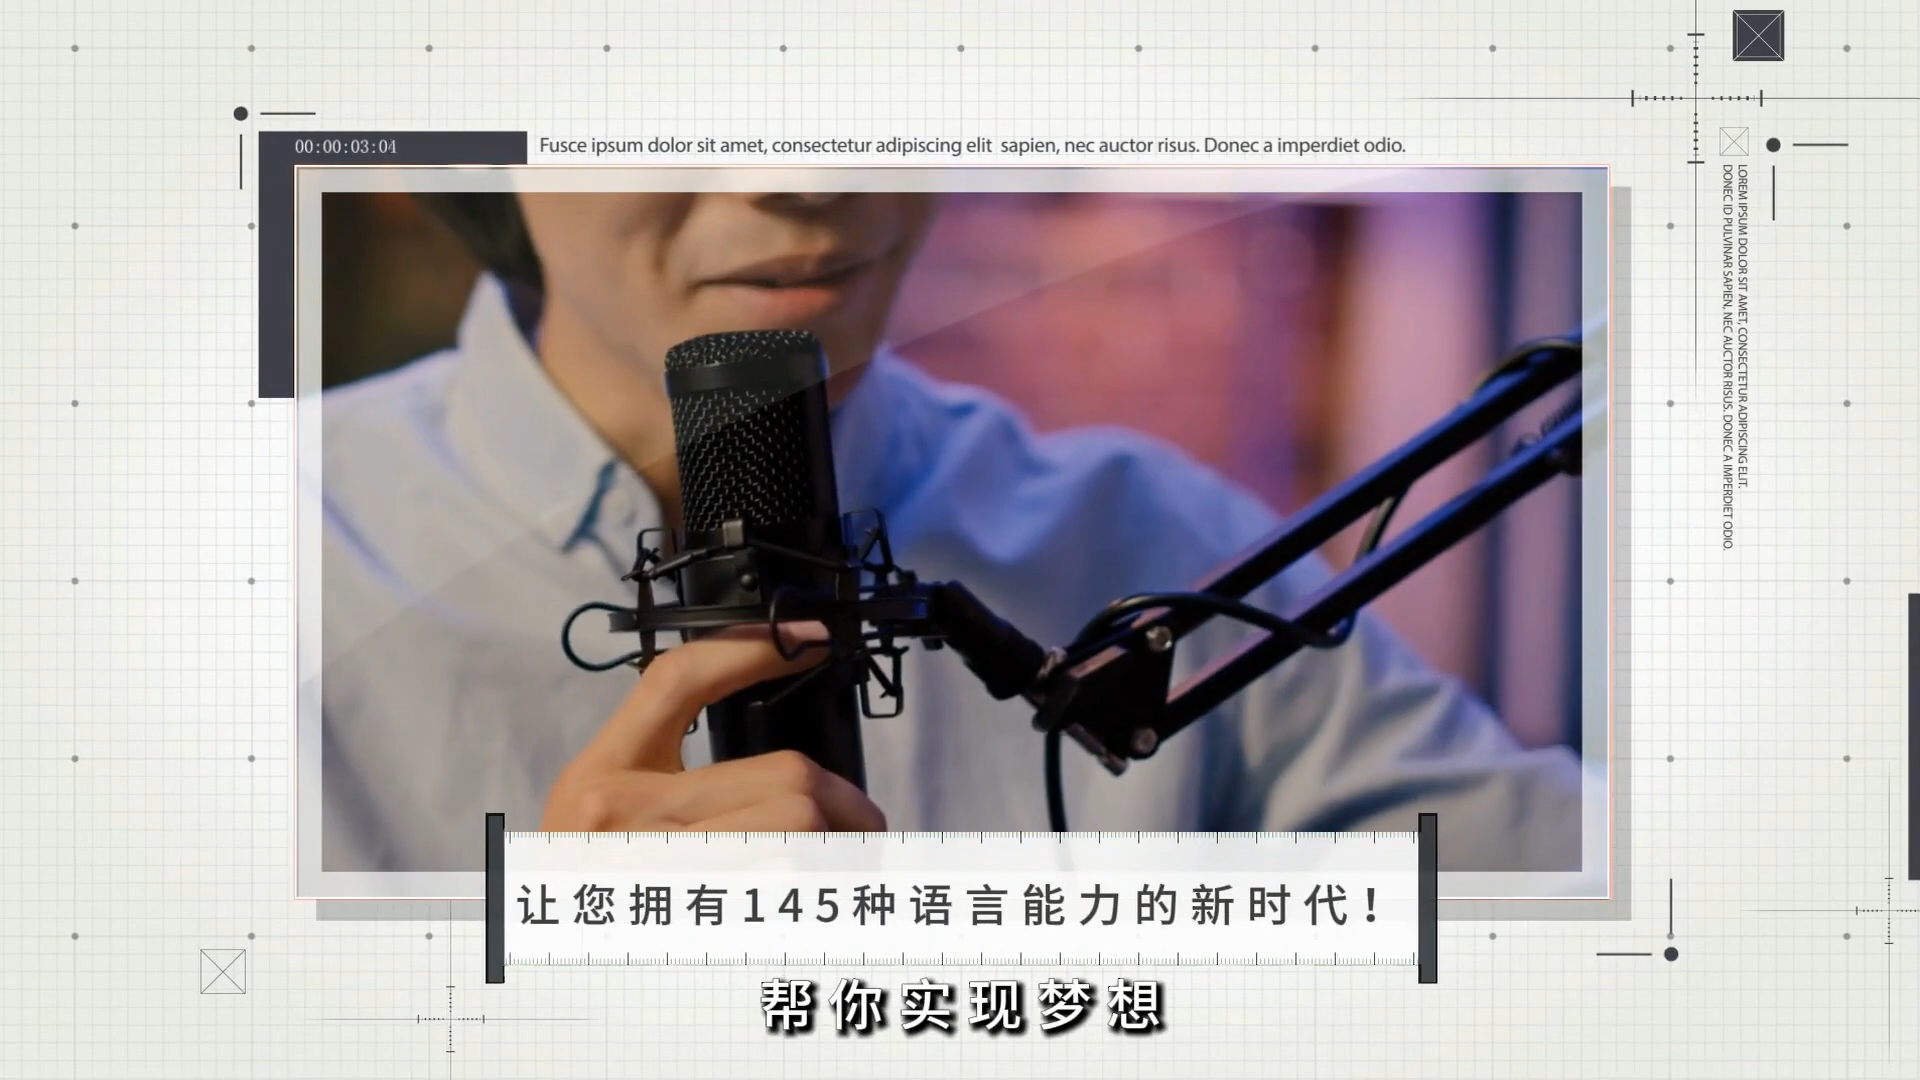 00:00:03:04
Fusce ipsum dolor sit amet, consectetur adipiscing elit sapien, nec auctor risus. Donec a imperdiet odio.
LOREM IPSUM DOLOR SIT AMET, CONSECTETUR ADIPISCING ELIT.
DONEC ID PULVINAR SAPIEN, NEC AUCTOR RISUS. DONEC A IMPERDIET ODIO.
让您拥有145种语言能力的新时代！
帮你实现梦想